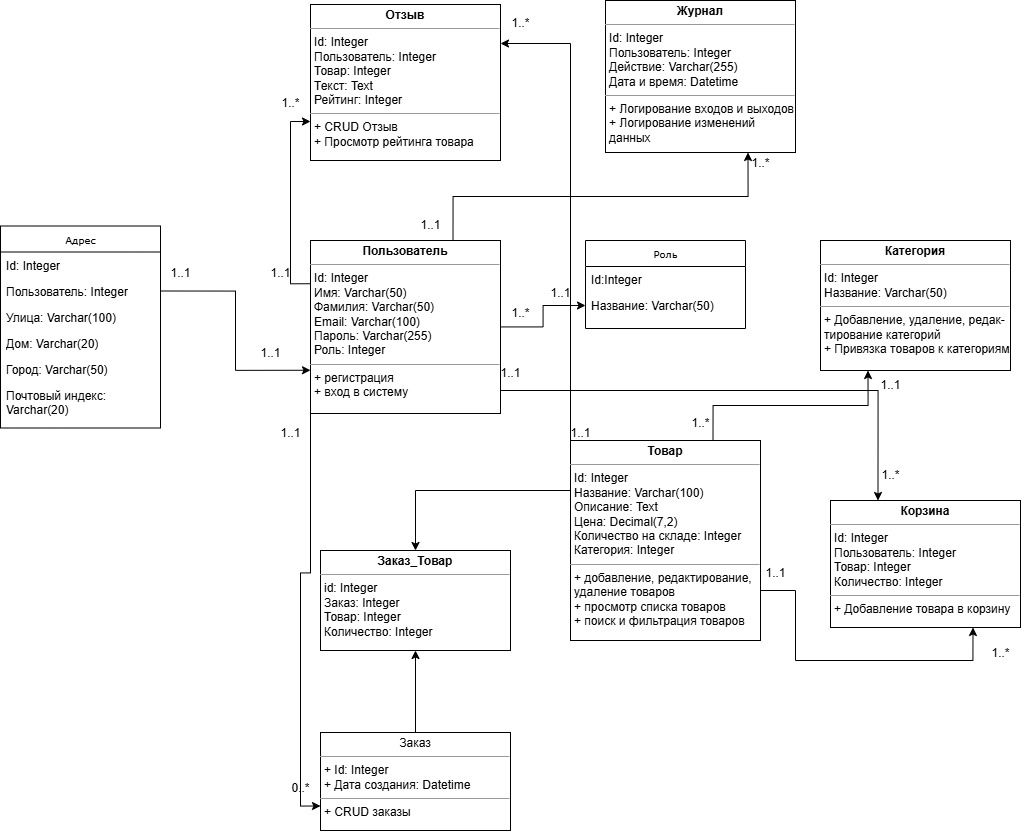 Отзыв
Id: Integer
Пользователь: Integer
Товар: Integer
Текст: Text
Рейтинг: Integer
+ CRUD Отзыв
+ Просмотр рейтинга товара
1..*
1..*
Журнал
Id: Integer
Пользователь: Integer
Действие: Varchar(255)
Дата и время: Datetime
+ Логирование входов и выходов
+ Логирование изменений
данных
1..*
1..1
Адрес
Id: Integer
Пользователь: Integer
Улица: Varchar(100)
Дом: Varchar(20)
Город: Varchar(50)
Почтовый индекс:
Varchar(20)
1..1
1..1
1..1
Пользователь
Id: Integer
Имя: Varchar(50)
Фамилия: Varchar(50)
Email: Varchar(100)
Пароль: Varchar(255)
Роль: Integer
+ регистрация
+ вход в систему
1..*
1..1
1..1
1..1
Роль
Id:Integer
Название: Varchar(50)
Категория
Id: Integer
Название: Varchar(50)
+ Добавление, удаление, редак-
тирование категорий
+ Привязка товаров к категориям
1..1
1..*
1..1
Товар
Id: Integer
Название: Varchar(100)
Описание: Text
Цена: Decimal(7,2)
Количество на складе: Integer
Категория: Integer
+ добавление, редактирование,
удаление товаров
+ просмотр списка товаров
+ поиск и фильтрация товаров
1..1
1..*
Корзина
Id: Integer
Пользователь: Integer
Товар: Integer
Количество: Integer
+ Добавление товара в корзину
1..*
Заказ_Товар
id: Integer
Заказ: Integer
Товар: Integer
Количество: Integer
Заказ
+ Id: Integer
+ Дата создания: Datetime
+ CRUD заказы
0..*